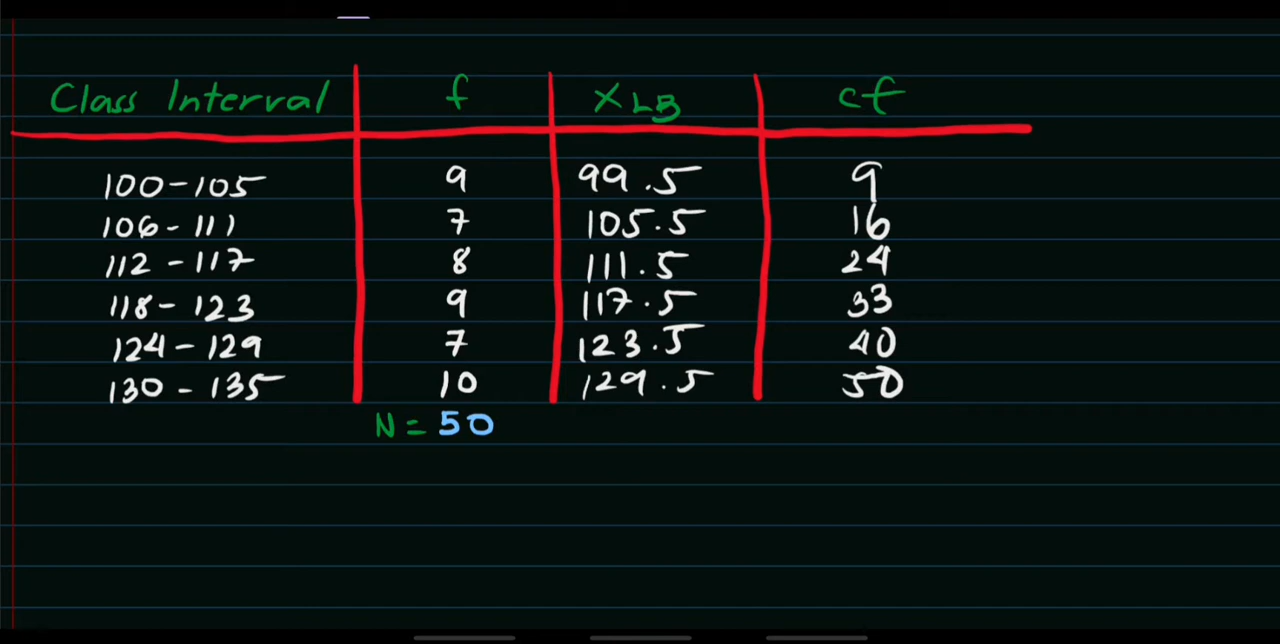 Class Interval f XLB cf
100-105 9 99.5 9
106-111 7 105.5 16
112-117 8 111.5 24
118-123 9 117.5 33
124-129 7 123.5 40
130-135 10 129.5 50
N = 50